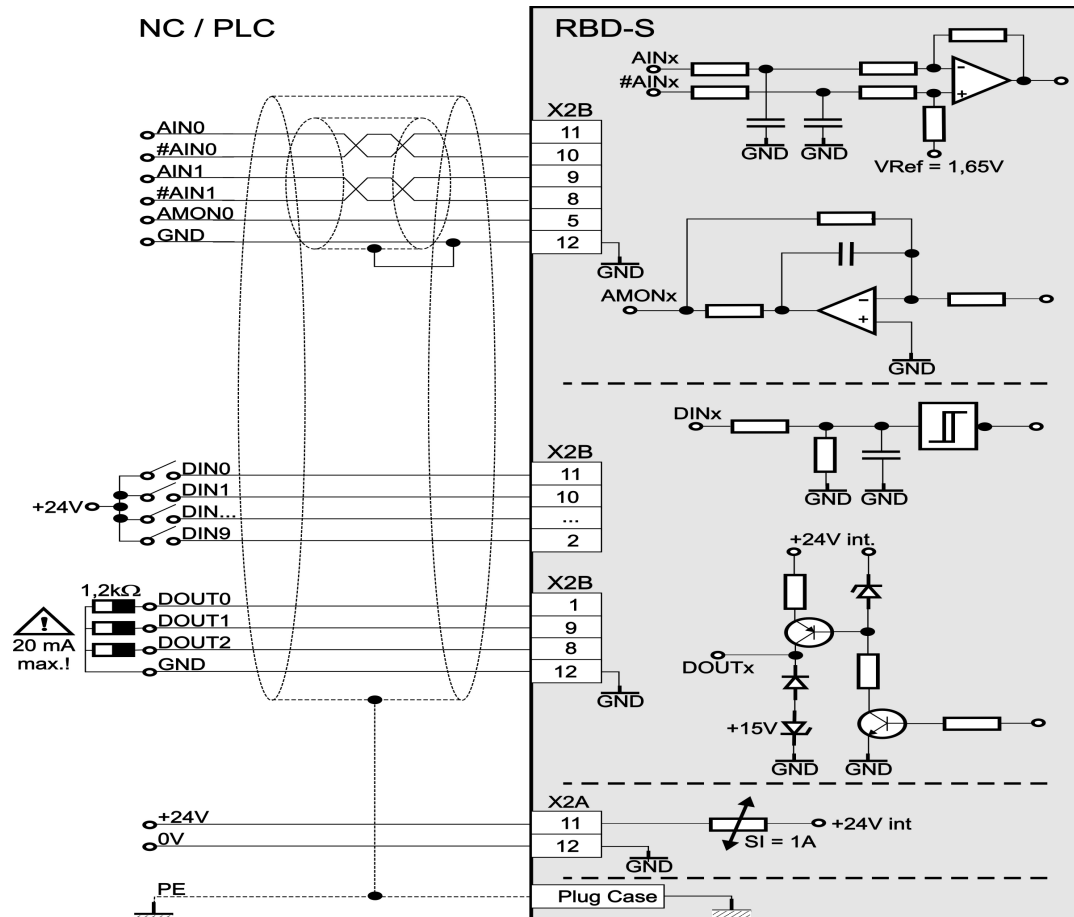 NC / PLC
RBD-S
AINx
#AINx
GND
GND
VRef = 1,65V
X2B
AIN0
11
#AIN0
10
AIN1
9
#AIN1
8
AMON0
5
GND
12
GND
AMONx
GND
DINx
GND
GND
X2B
+24V
DIN0
11
DIN1
10
DIN...
...
DIN9
2
+24V int.
X2B
1,2kΩ
!
20 mA
max.!
DOUT0
1
DOUT1
9
DOUT2
8
GND
12
GND
DOUTx
+15V
GND
GND
X2A
+24V
11
0V
12
GND
SI = 1A
+24V int
PE
Plug Case